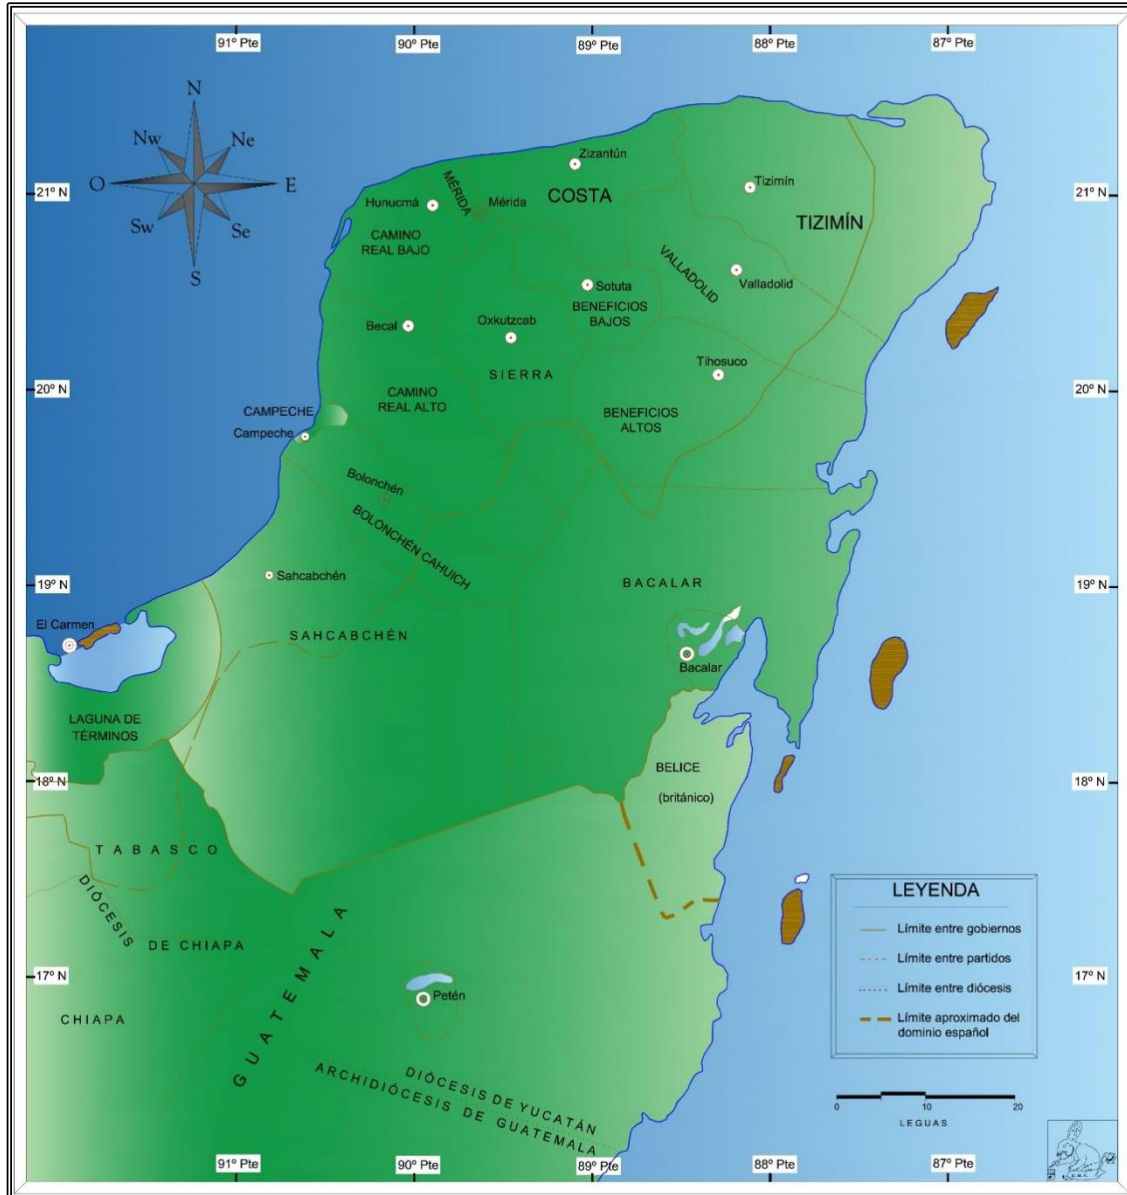 91º Pte
90º Pte
89º Pte
88º Pte
87º Pte
N
Nw
Ne
O
E
Sw
Se
S
21º N
20º N
19º N
18º N
17º N
21º N
20º N
19º N
18º N
17º N
Zizantún
COSTA
Tizimín
TIZIMÍN
MÉRIDA
Mérida
Hunucmá
CAMINO
REAL BAJO
VALLADOLID
Valladolid
Sotuta
BENEFICIOS
BAJOS
Becal
Oxkutzcab
SIERRA
Tihosuco
CAMINO
REAL ALTO
BENEFICIOS
ALTOS
CAMPECHE
Campeche
Bolonchén
BOLONCHÉN CAHUICH
Sahcabchén
SAHCABCHÉN
BACALAR
Bacalar
El Carmen
LAGUNA DE
TÉRMINOS
BELICE
(británico)
TABASCO
DIÓCESIS
DE CHIAPA
CHIAPA
GUATEMALA
Petén
DIÓCESIS DE YUCATÁN
ARCHIDIÓCESIS DE GUATEMALA
LEYENDA
Límite entre gobiernos
Límite entre partidos
Límite entre diócesis
Límite aproximado del
dominio español
0
10
20
LEGUAS
91º Pte
90º Pte
89º Pte
88º Pte
87º Pte